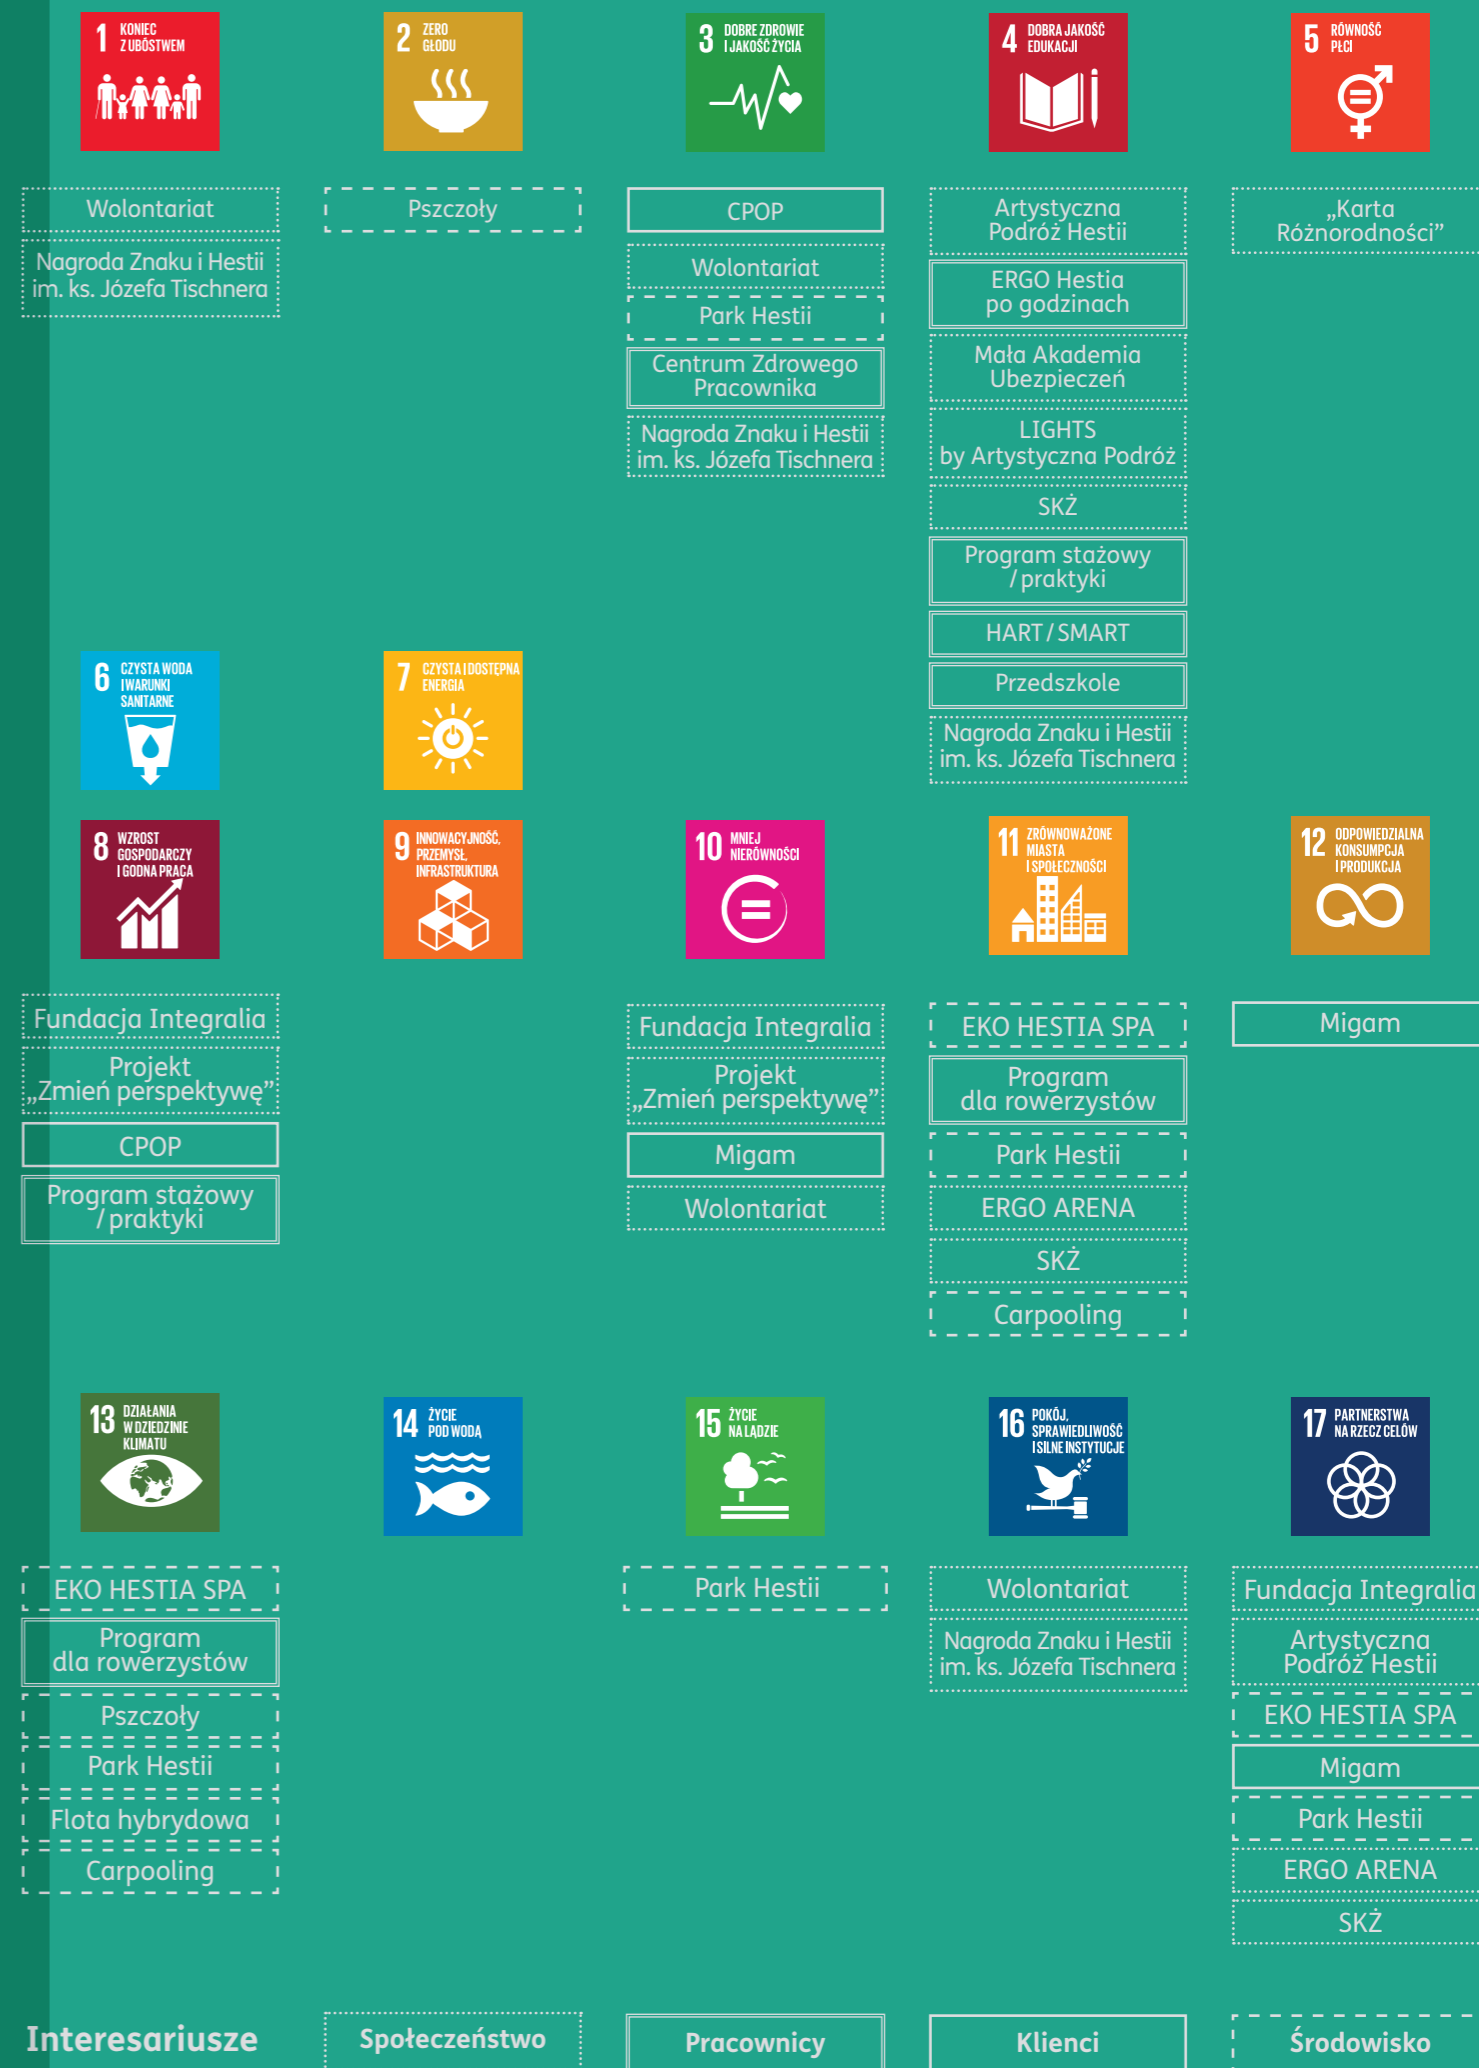 1 KONIEC
Z UBÓSTWEM
2 ZERO
GŁODU
3 DOBRE ZDROWIE
I JAKOŚĆ ŻYCIA
4 DOBRA JAKOŚĆ
EDUKACJI
5 RÓWNOŚĆ
PŁCI
Wolontariat
Nagroda Znaku i Hestii
im. ks. Józefa Tischnera
Pszczoły
CPOP
Wolontariat
Park Hestii
Centrum Zdrowego
Pracownika
Nagroda Znaku i Hestii
im. ks. Józefa Tischnera
Artystyczna
Podróż Hestii
ERGO Hestia
po godzinach
Mała Akademia
Ubezpieczeń
LIGHTS
by Artystyczna Podróż
SKŻ
Program stażowy
/ praktyki
HART / SMART
Przedszkole
Nagroda Znaku i Hestii
im. ks. Józefa Tischnera
„Karta
Różnorodności”
6 CZYSTA WODA
I WARUNKI
SANITARNE
7 CZYSTA I DOSTĘPNA
ENERGIA
8 WZROST
GOSPODARCZY
I GODNA PRACA
9 INNOWACYJNOŚĆ,
PRZEMYSŁ,
INFRASTRUKTURA
10 MNIEJ
NIERÓWNOŚCI
11 ZRÓWNOWAŻONE
MIASTA
I SPOŁECZNOŚCI
12 ODPOWIEDZIALNA
KONSUMPCJA
I PRODUKCJA
Fundacja Integralia
Projekt
„Zmień perspektywę”
CPOP
Program stażowy
/ praktyki
Fundacja Integralia
Projekt
„Zmień perspektywę”
Migam
Wolontariat
EKO HESTIA SPA
Program
dla rowerzystów
Park Hestii
ERGO ARENA
SKŻ
Carpooling
Migam
13 DZIAŁANIA
W DZIEDZINIE
KLIMATU
14 ŻYCIE
POD WODĄ
15 ŻYCIE
NA LĄDZIE
16 POKÓJ,
SPRAWIEDLIWOŚĆ
I SILNE INSTYTUCJE
17 PARTNERSTWA
NA RZECZ CELÓW
EKO HESTIA SPA
Program
dla rowerzystów
Pszczoły
Park Hestii
Flota hybrydowa
Carpooling
Park Hestii
Wolontariat
Nagroda Znaku i Hestii
im. ks. Józefa Tischnera
Fundacja Integralia
Artystyczna
Podróż Hestii
EKO HESTIA SPA
Migam
Park Hestii
ERGO ARENA
SKŻ
Interesariusze
Społeczeństwo
Pracownicy
Klienci
Środowisko